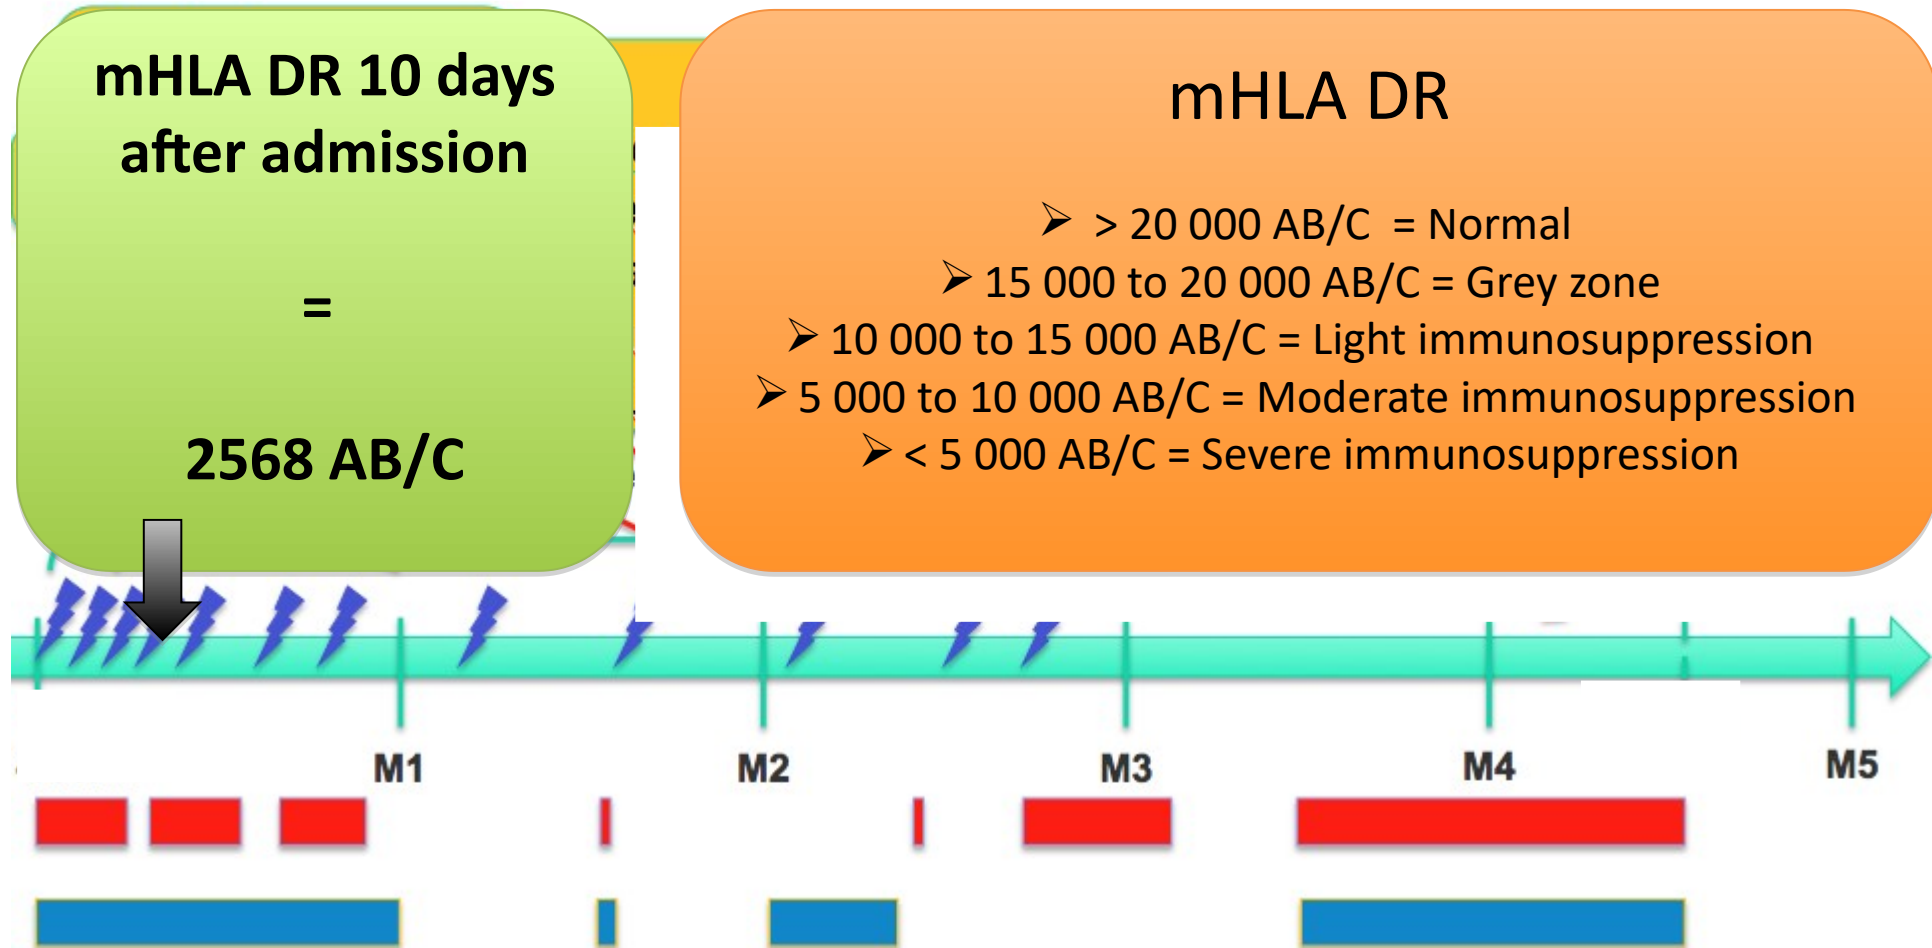 mHLA DR 10 days
after admission
=
2568 AB/C
mHLA DR
➢ > 20 000 AB/C = Normal
➢ 15 000 to 20 000 AB/C = Grey zone
➢ 10 000 to 15 000 AB/C = Light immunosuppression
➢ 5 000 to 10 000 AB/C = Moderate immunosuppression
➢ < 5 000 AB/C = Severe immunosuppression
M1
M2
M3
M4
M5